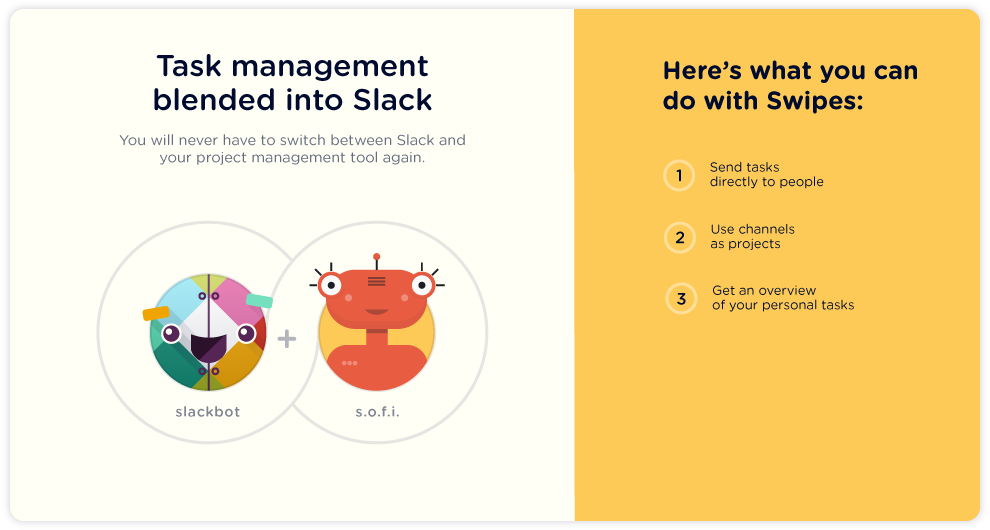 Task management
blended into Slack
You will never have to switch between Slack and
your project management tool again.
slackbot
+
s.o.f.i.
Here’s what you can
do with Swipes:
1
Send tasks
directly to people
2
Use channels
as projects
3
Get an overview
of your personal tasks